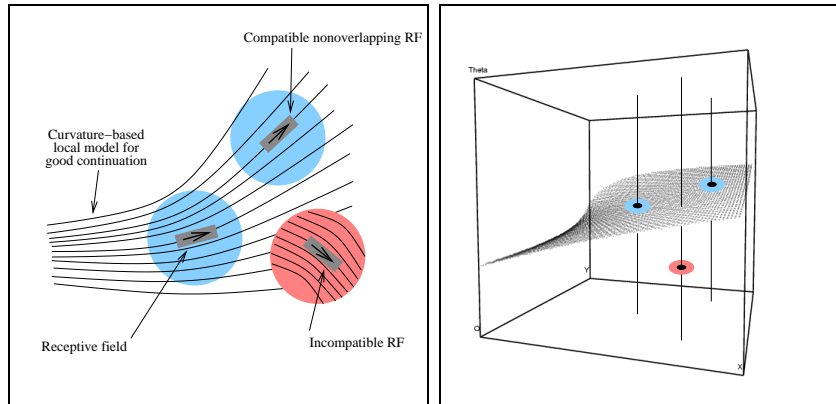 Compatible nonoverlapping RF
Curvature−based
local model for
good continuation
Receptive field
Incompatible RF
Theta
Y
O
X